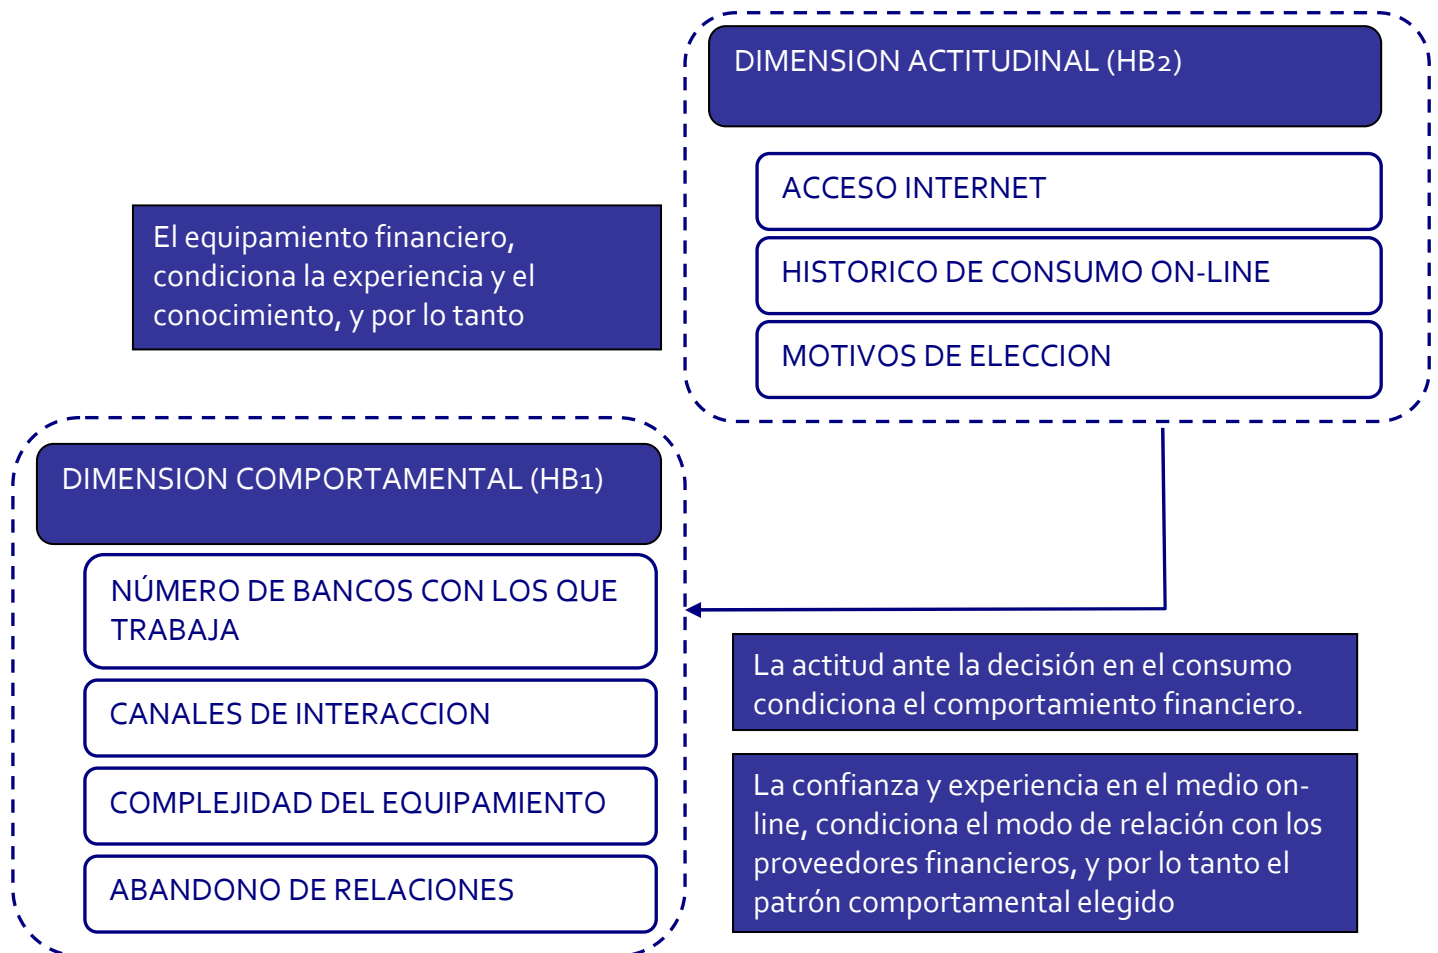 DIMENSION ACTITUDINAL (HB2)
ACCESO INTERNET
HISTORICO DE CONSUMO ON-LINE
MOTIVOS DE ELECCION
El equipamiento financiero,
condiciona la experiencia y el
conocimiento, y por lo tanto
DIMENSION COMPORTAMENTAL (HB1)
NÚMERO DE BANCOS CON LOS QUE
TRABAJA
CANALES DE INTERACCION
COMPLEJIDAD DEL EQUIPAMIENTO
ABANDONO DE RELACIONES
La actitud ante la decisión en el consumo
condiciona el comportamiento financiero.
La confianza y experiencia en el medio on-
line, condiciona el modo de relación con los
proveedores financieros, y por lo tanto el
patrón comportamental elegido